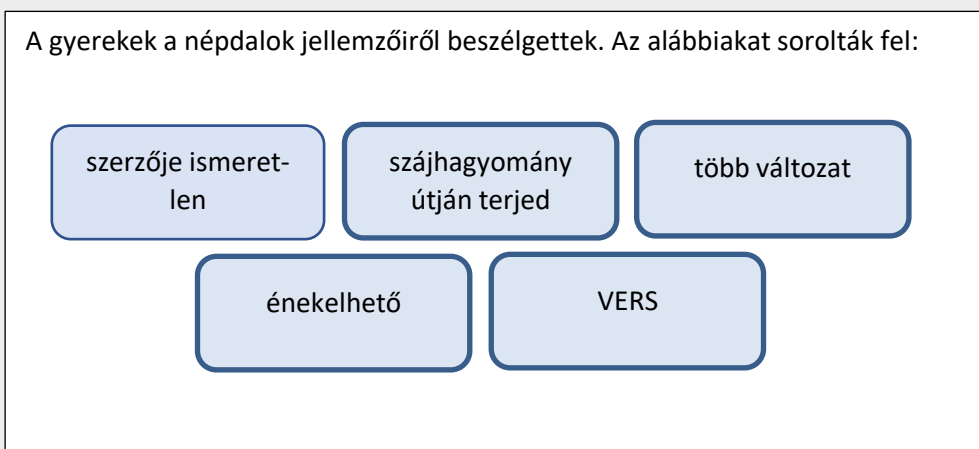 A gyerekek a népdalok jellemzőiről beszélgettek. Az alábbiakat sorolták fel:
szerzője ismeret-
len
szájhagyomány
útján terjed
több változat
énekelhető
VERS